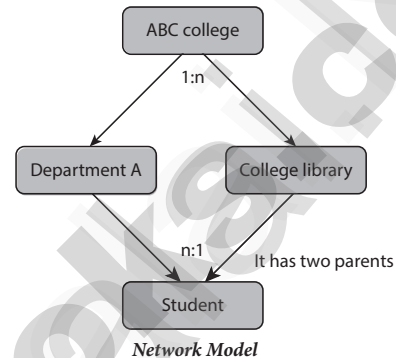 ABC college
1:n
Department A
College library
n:1
It has two parents
Student
Network Model